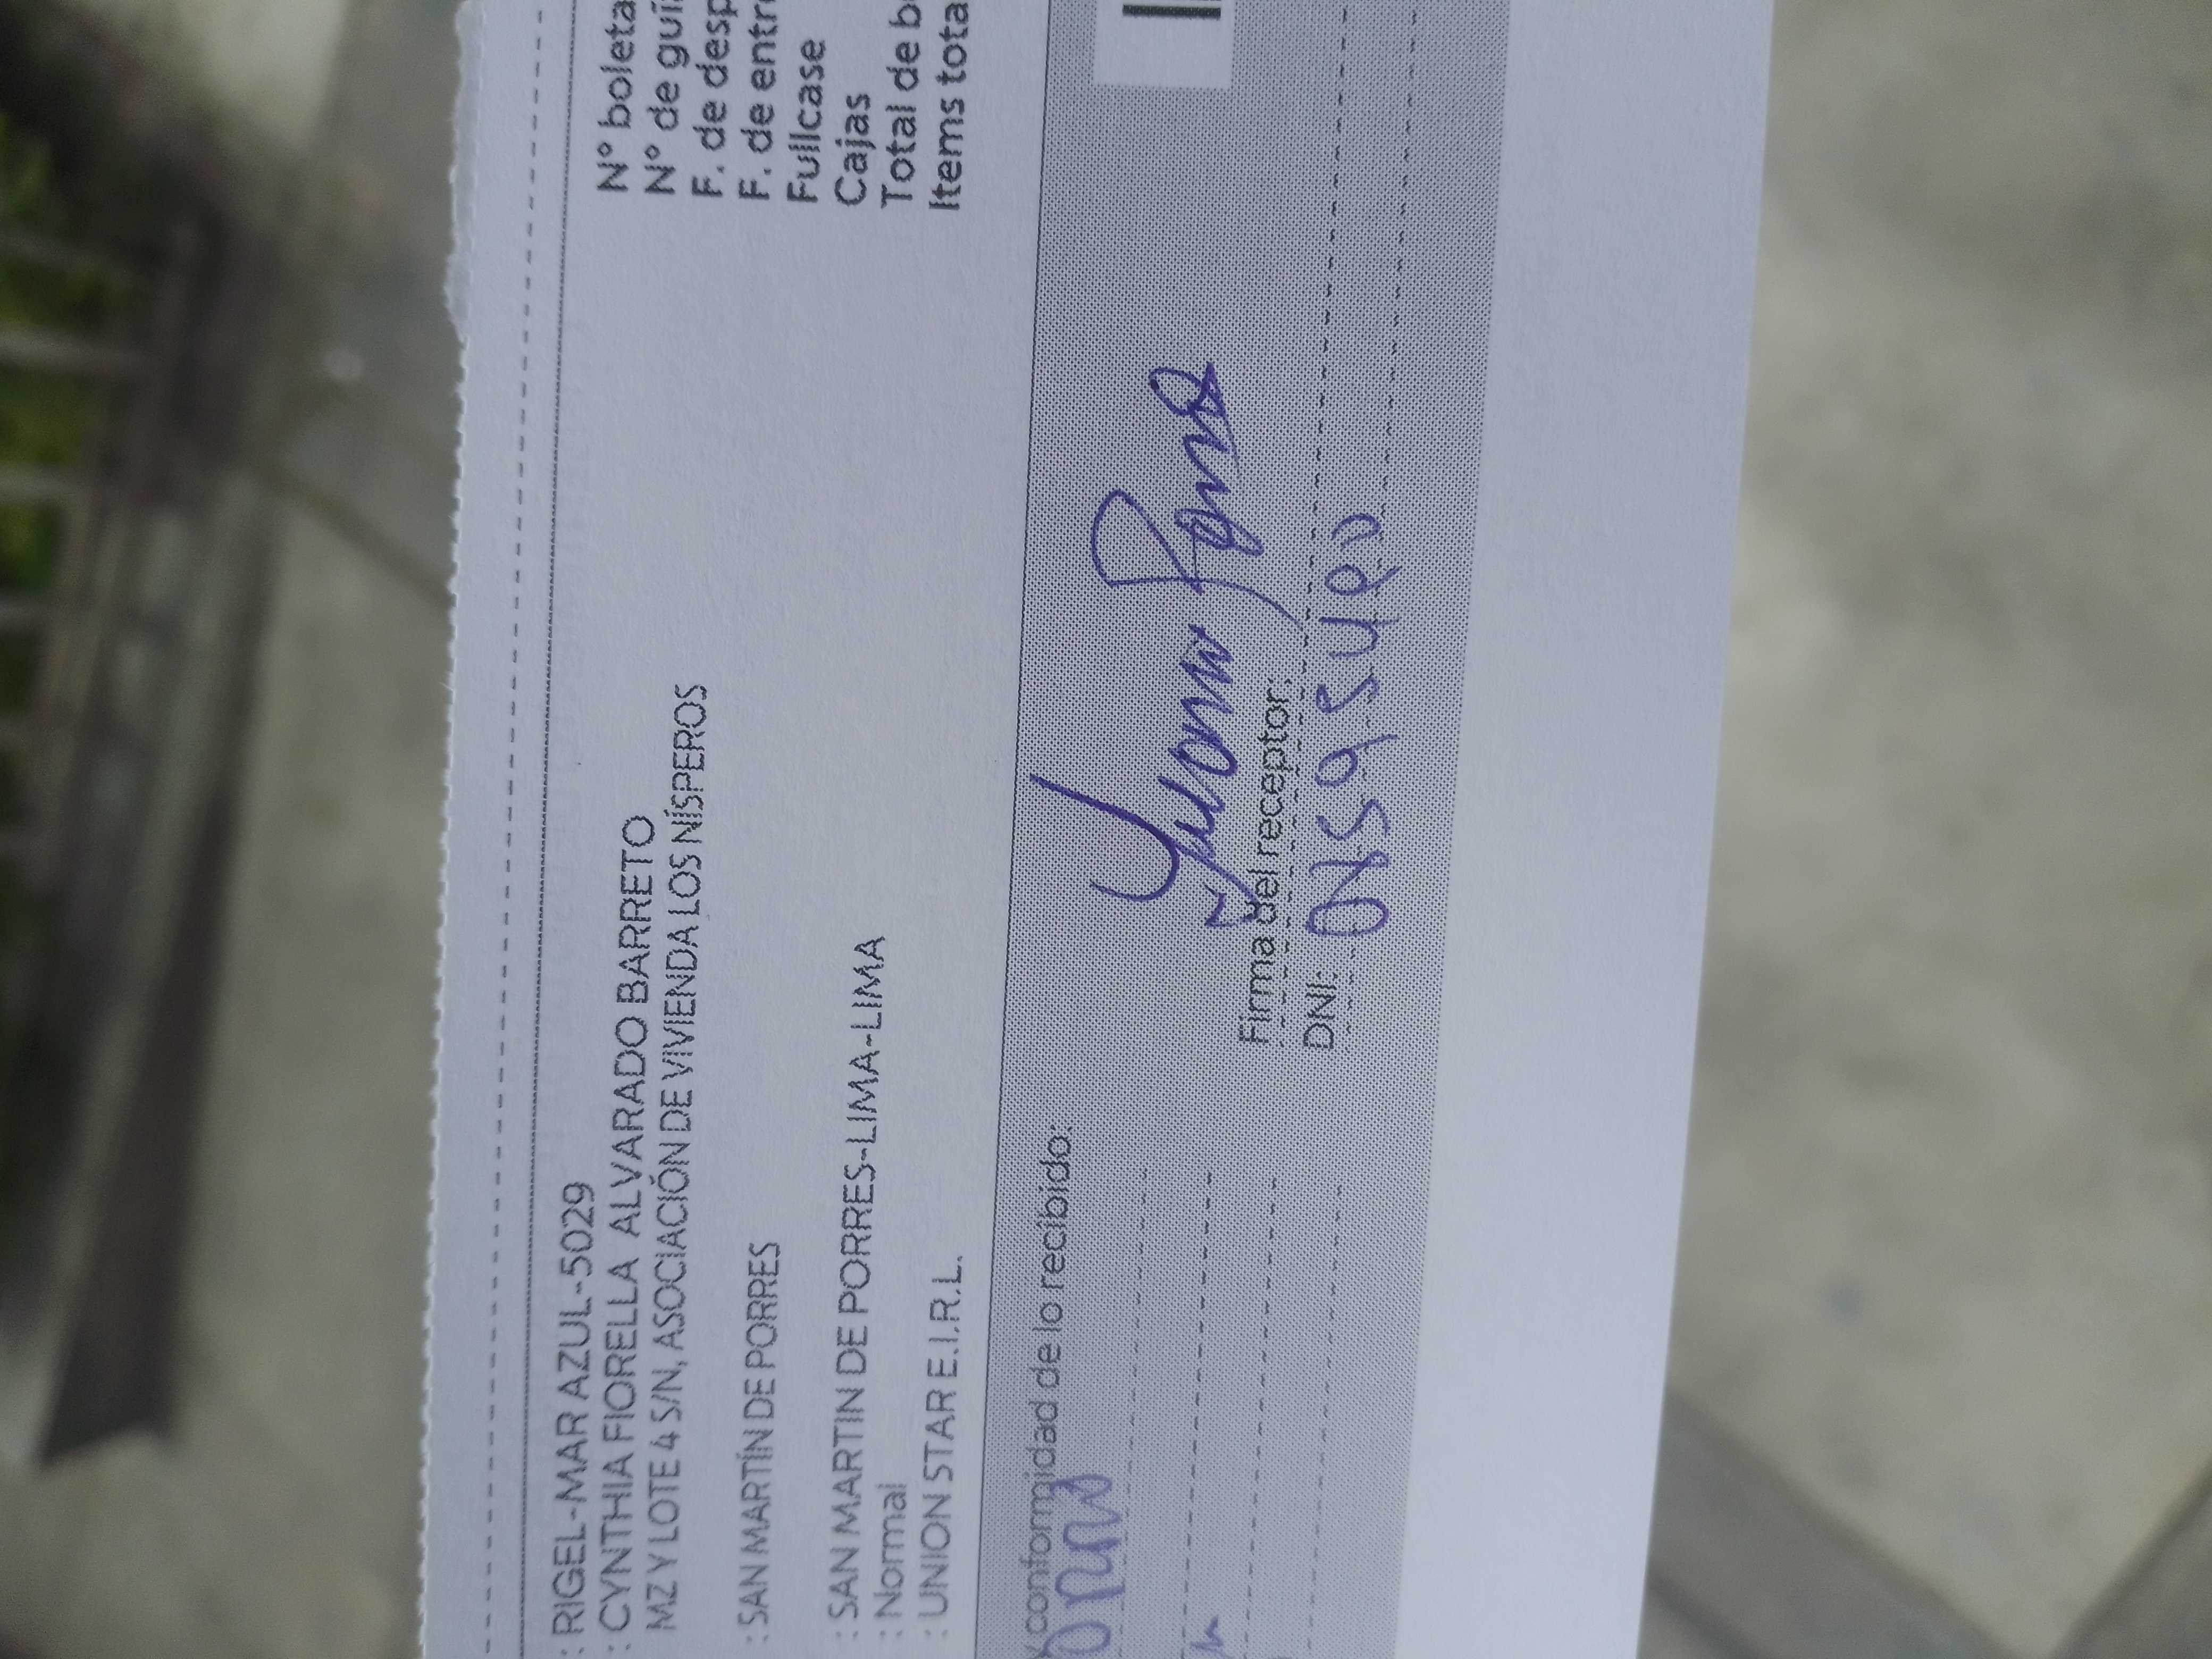 : RIGEL-MAR AZUL-5029
: CYNTHIA FIORELLA ALVARADO BARRETO
MZ Y LOTE 4 S/N, ASOCIACIÓN DE VIVIENDA LOS NÍSPEROS
: SAN MARTÍN DE PORRES
: SAN MARTIN DE PORRES-LIMA-LIMA
: Normal
: UNION STAR E.I.R.L.
N° boleta
N° de guí
F. de desp
F. de entr
Fullcase
Cajas
Total de b
Items tota
y conformidad de lo recibido:
Firma del receptor:
DNI: